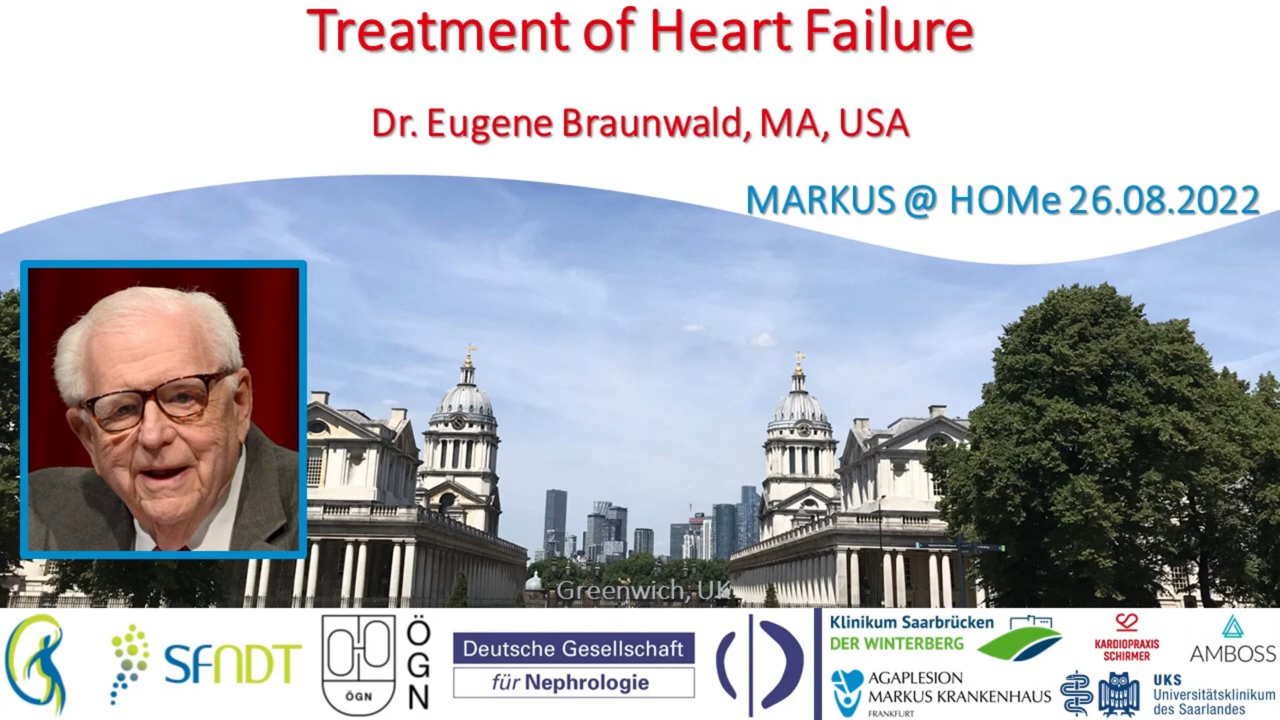 Treatment of Heart Failure
Dr. Eugene Braunwald, MA, USA
MARKUS @ HOMe 26.08.2022
Greenwich, UK
SFNDT
ÖGN
ÖGN
Deutsche Gesellschaft
für Nephrologie
Klinikum Saarbrücken
DER WINTERBERG
KARDIOPRAXIS
SCHIRMER
AMBOSS
AGAPLESION
MARKUS KRANKENHAUS
FRANKFURT
UKS
Universitätsklinikum
des Saarlandes